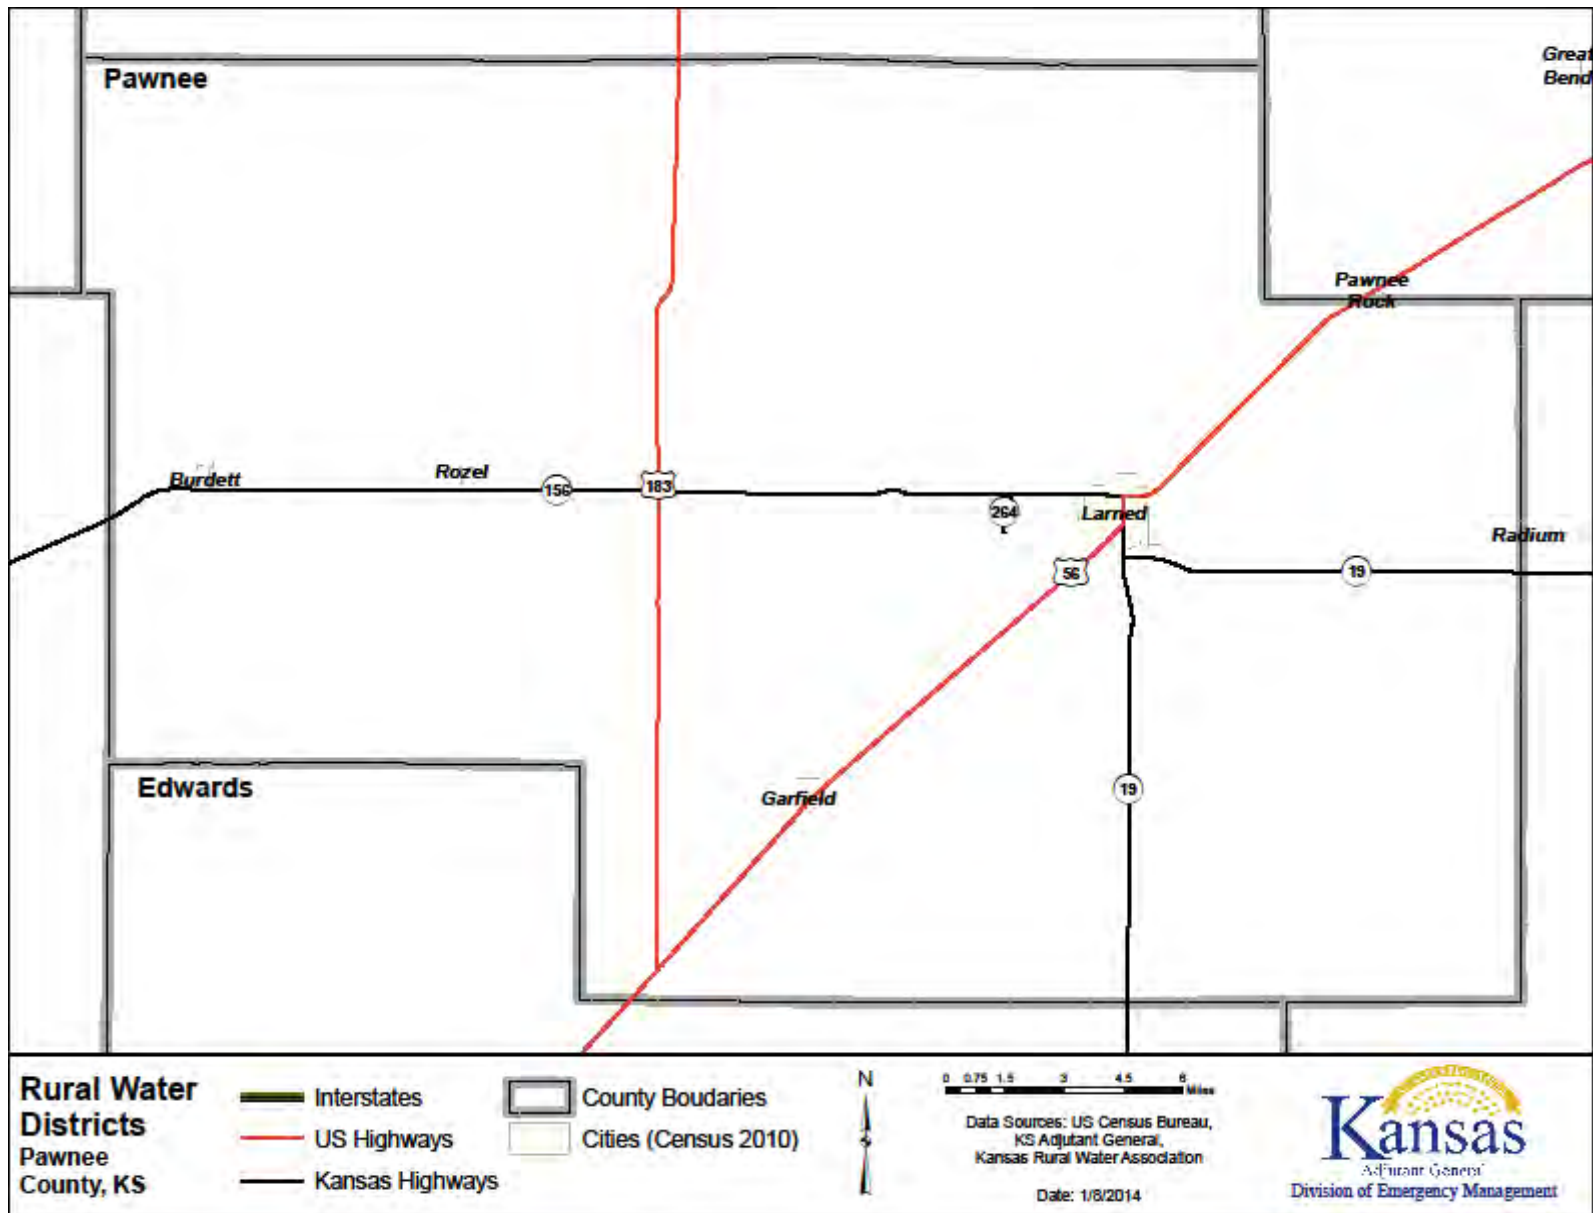 Great
Bend
Pawnee
Pawnee
Rock
Burdett
Rozel
156
183
264
Larned
Radium
56
19
Edwards
Garfield
19
Rural Water
Districts
Pawnee
County, KS
Interstates
US Highways
Kansas Highways
County Boudaries
Cities (Census 2010)
N
0 0.75 1.5 3 4.5 6
Miles
Data Sources: US Census Bureau,
KS Adjutant General,
Kansas Rural Water Association
Date: 1/8/2014
Kansas
Adjutant General
Division of Emergency Management